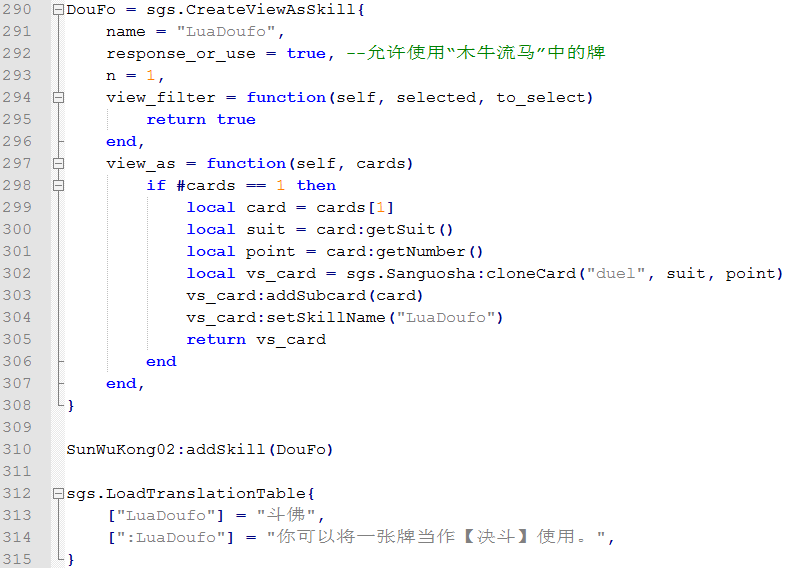 290 DouFo = sgs.CreateViewAsSkill{
291 name = "LuaDoufo",
292 response_or_use = true, --允许使用“木牛流马”中的牌
293 n = 1,
294 view_filter = function(self, selected, to_select)
295 return true
296 end,
297 view_as = function(self, cards)
298 if #cards == 1 then
299 local card = cards[1]
300 local suit = card:getSuit()
301 local point = card:getNumber()
302 local vs_card = sgs.Sanguosha:cloneCard("duel", suit, point)
303 vs_card:addSubcard(card)
304 vs_card:setSkillName("LuaDoufo")
305 return vs_card
306 end
307 end,
308 }
309
310 SunWuKong02:addSkill(DouFo)
311
312 sgs.LoadTranslationTable{
313 ["LuaDoufo"] = "斗佛",
314 [":LuaDoufo"] = "你可以将一张牌当作【决斗】使用。",
315 }